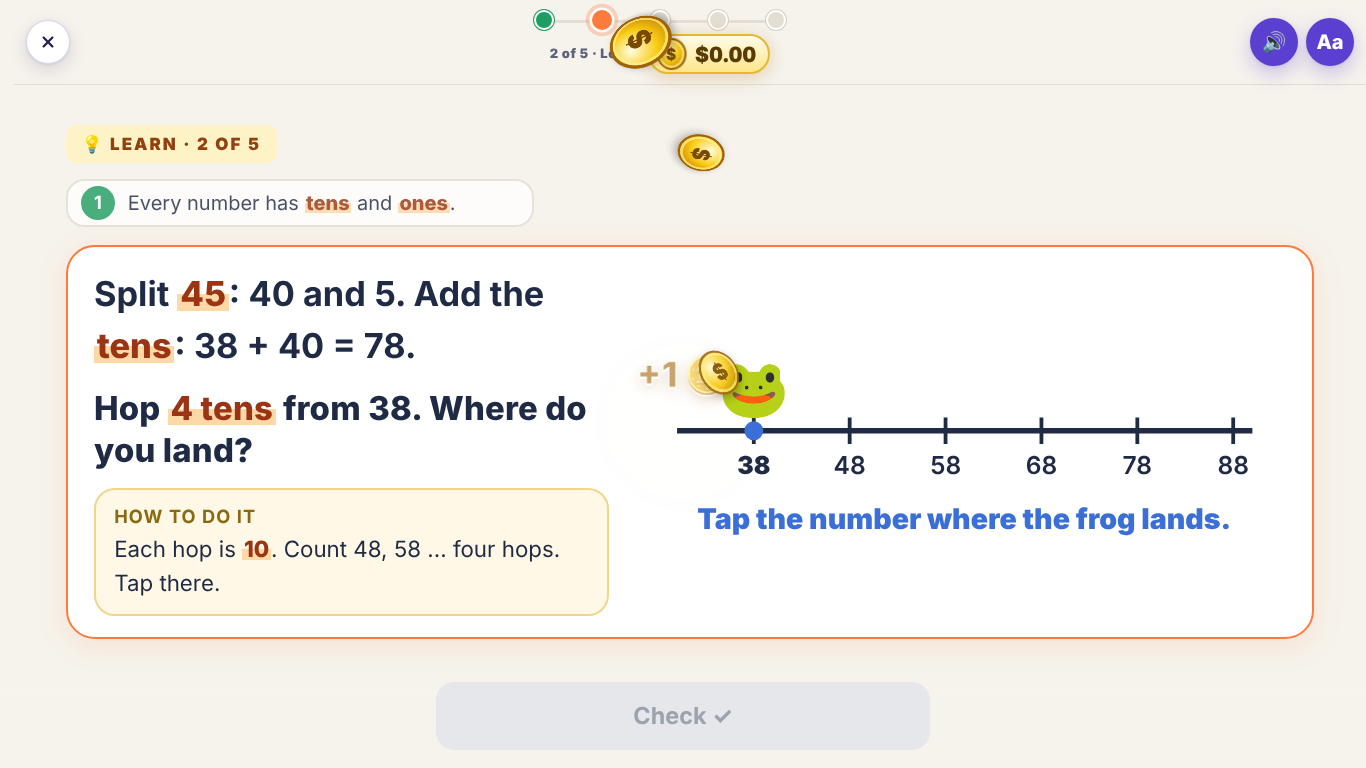 2 of 5 ·
$0.00
Aa
LEARN · 2 OF 5
1 Every number has tens and ones.
Split 45: 40 and 5. Add the
tens: 38 + 40 = 78.
Hop 4 tens from 38. Where do
you land?
HOW TO DO IT
Each hop is 10. Count 48, 58 ... four hops.
Tap there.
+1
38 48 58 68 78 88
Tap the number where the frog lands.
Check ✓